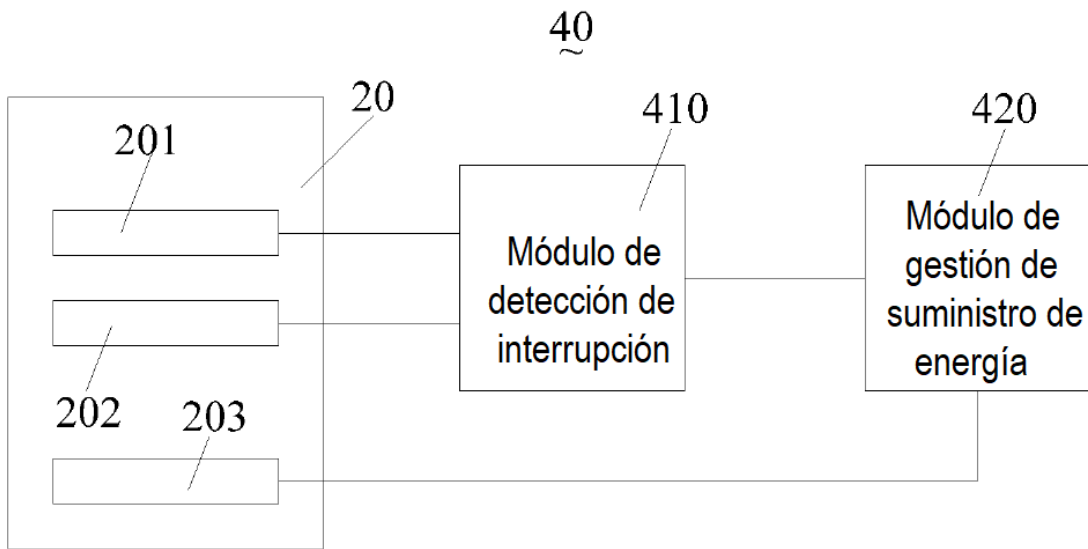 40
20
410
420
201
Módulo de
detección de
interrupción
Módulo de
gestión de
suministro de
energía
202
203